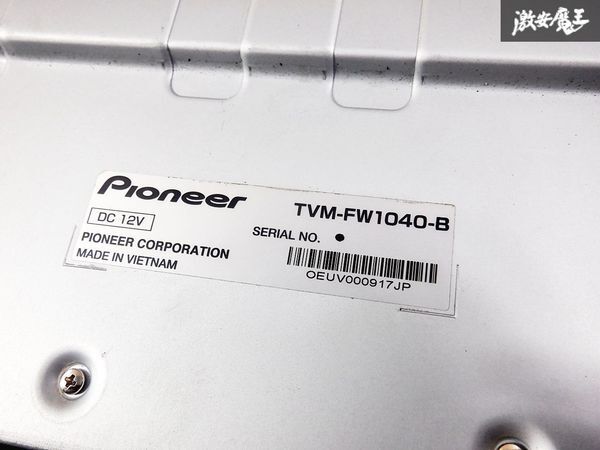 激安魔王
Pioneer
TVM-FW1040-B
DC 12V
SERIAL NO.
PIONEER CORPORATION
MADE IN VIETNAM
OEUV000917JP